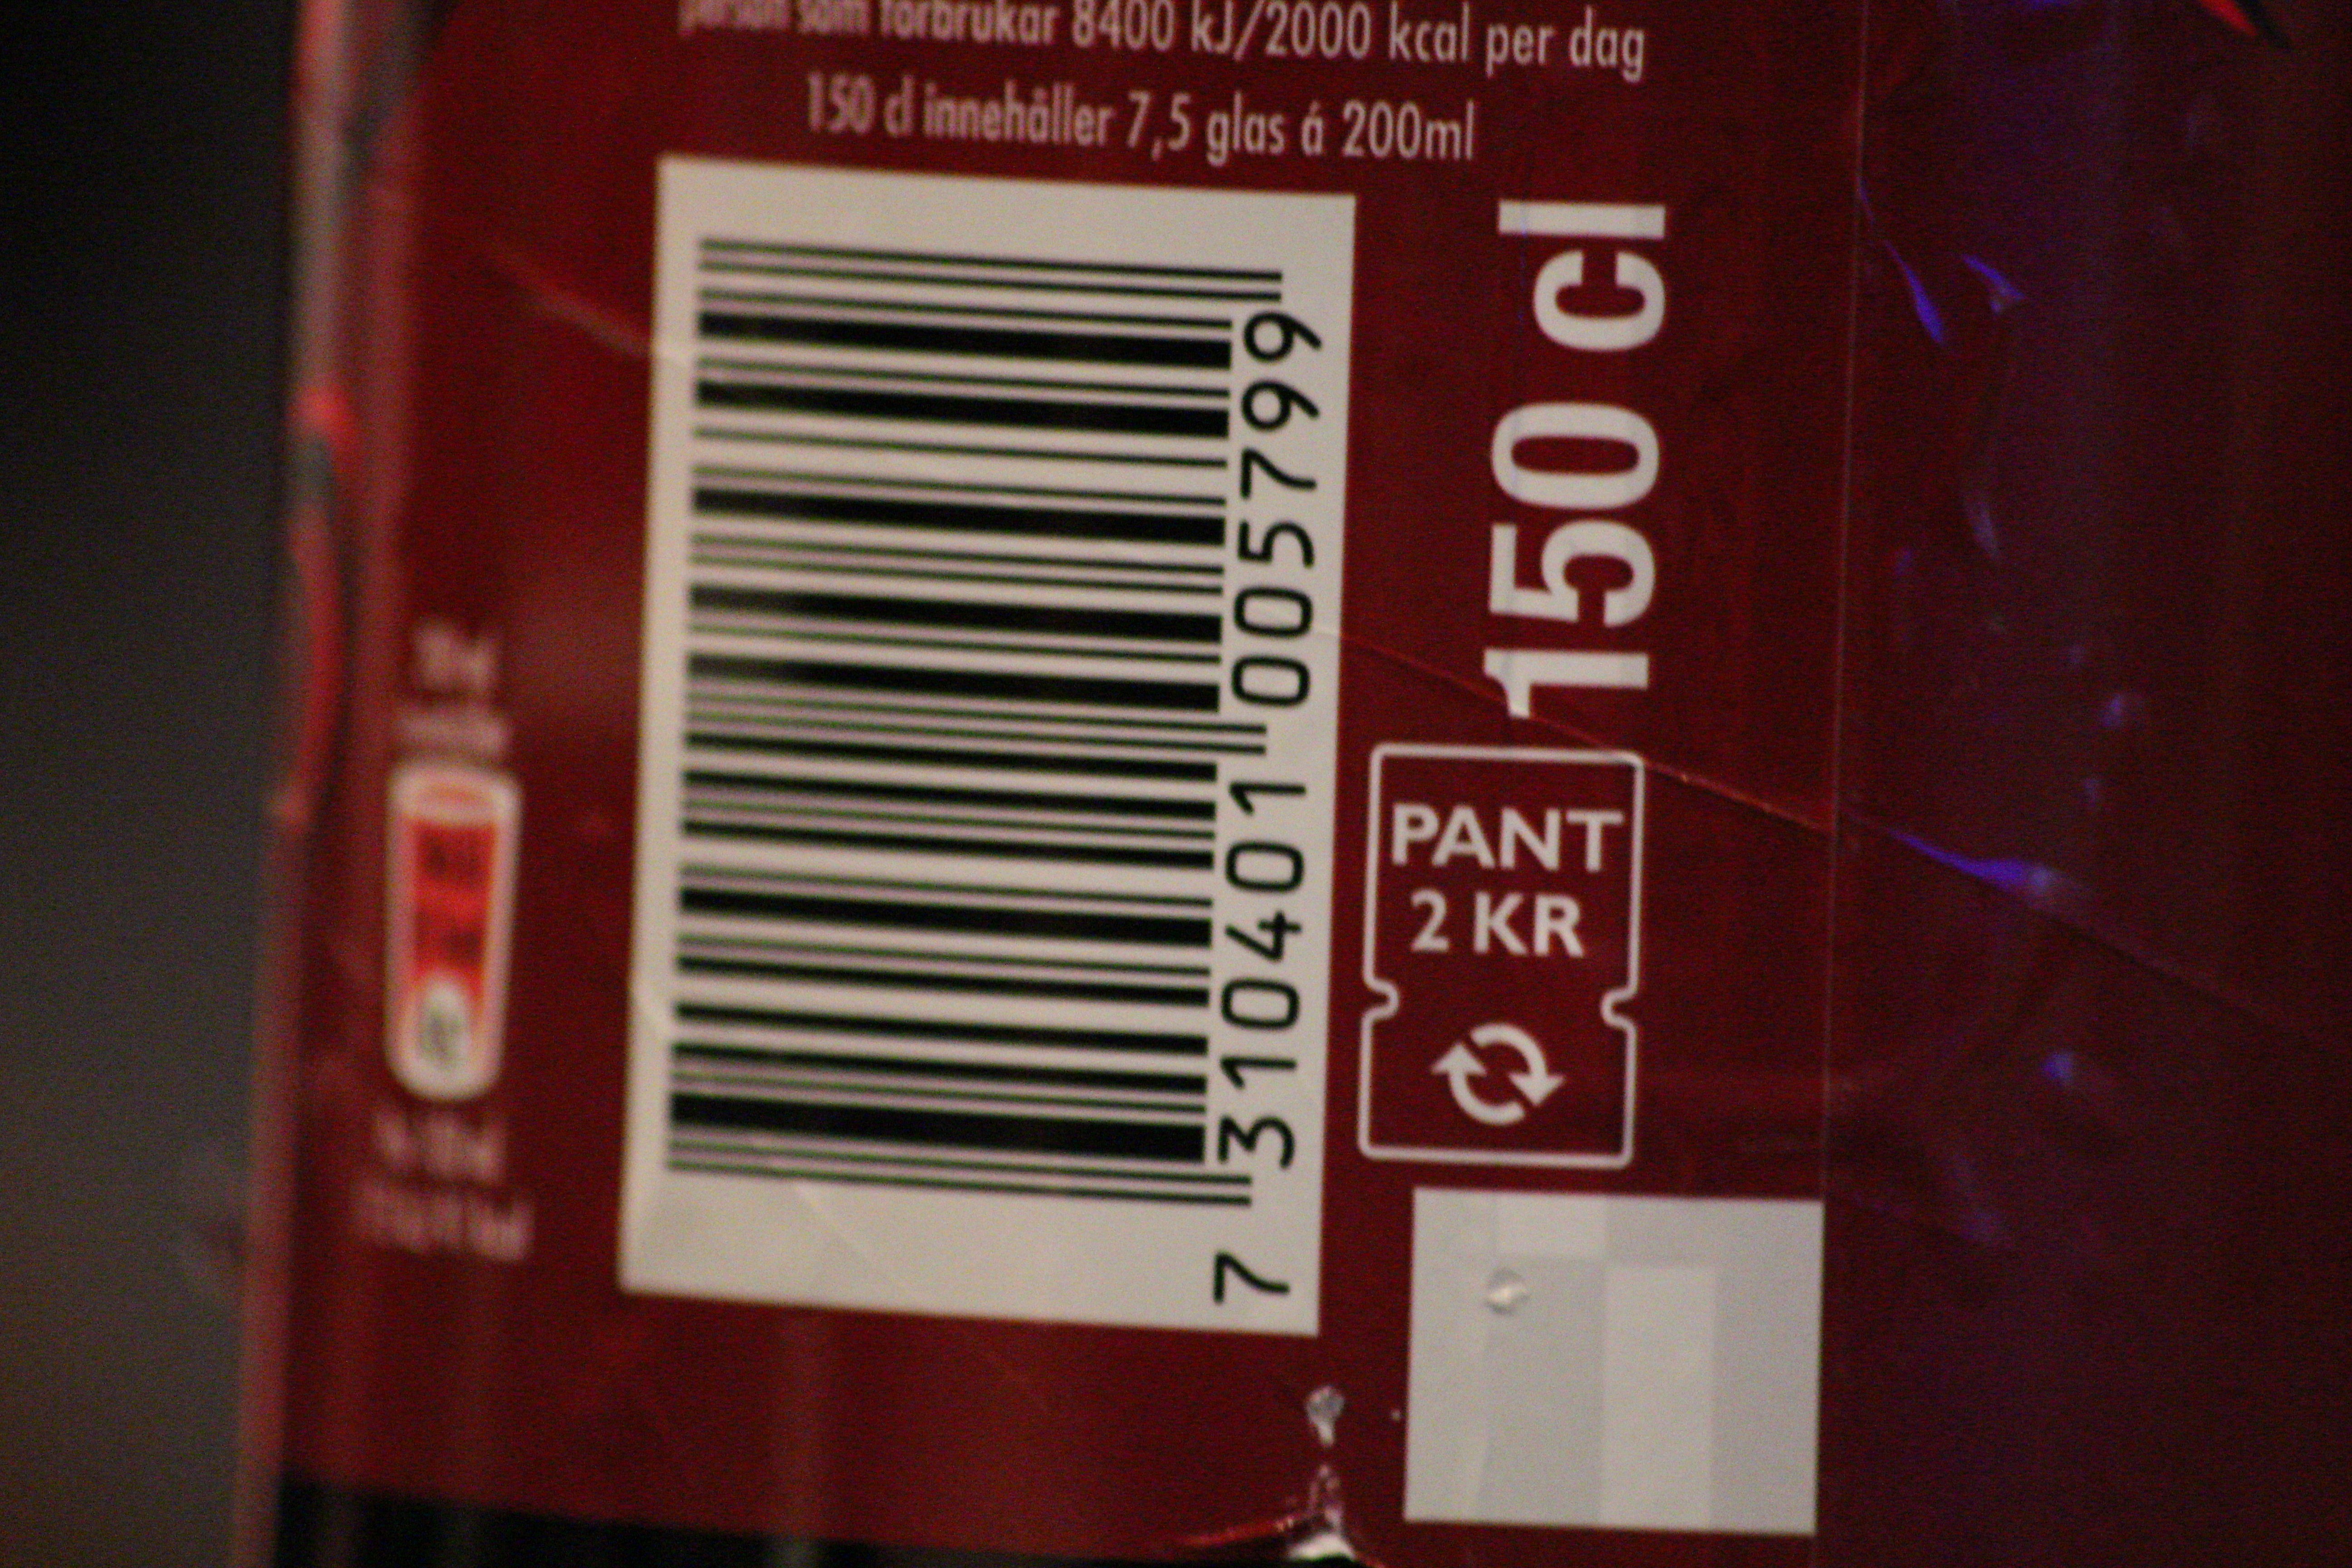 som förbrukar 8400 kJ/2000 kcal per dag
150 cl innehåller 7,5 glas á 200ml
7 310401 005799
150 cl
PANT
2 KR